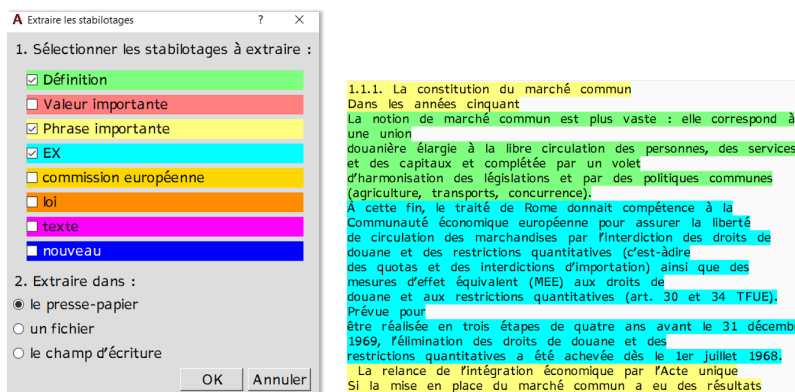 A Extraire les stabilotages ? ×
1. Sélectionner les stabilotages à extraire :
Définition
Valeur importante
Phrase importante
EX
commission européenne
loi
texte
nouveau
2. Extraire dans :
le presse-papier
un fichier
le champ d'écriture
OK Annuler
1.1.1. La constitution du marché commun
Dans les années cinquant
La notion de marché commun est plus vaste : elle correspond à
une union
douanière élargie à la libre circulation des personnes, des services
et des capitaux et complétée par un volet
d'harmonisation des législations et par des politiques communes
(agriculture, transports, concurrence).
À cette fin, le traité de Rome donnait compétence à la
Communauté économique européenne pour assurer la liberté
de circulation des marchandises par l'interdiction des droits de
douane et des restrictions quantitatives (c'est-àdire
des quotas et des interdictions d'importation) ainsi que des
mesures d'effet équivalent (MEE) aux droits de
douane et aux restrictions quantitatives (art. 30 et 34 TFUE).
Prévue pour
être réalisée en trois étapes de quatre ans avant le 31 décemb
1969, l'élimination des droits de douane et des
restrictions quantitatives a été achevée dès le 1er juillet 1968.
La relance de l'intégration économique par l'Acte unique
Si la mise en place du marché commun a eu des résultats